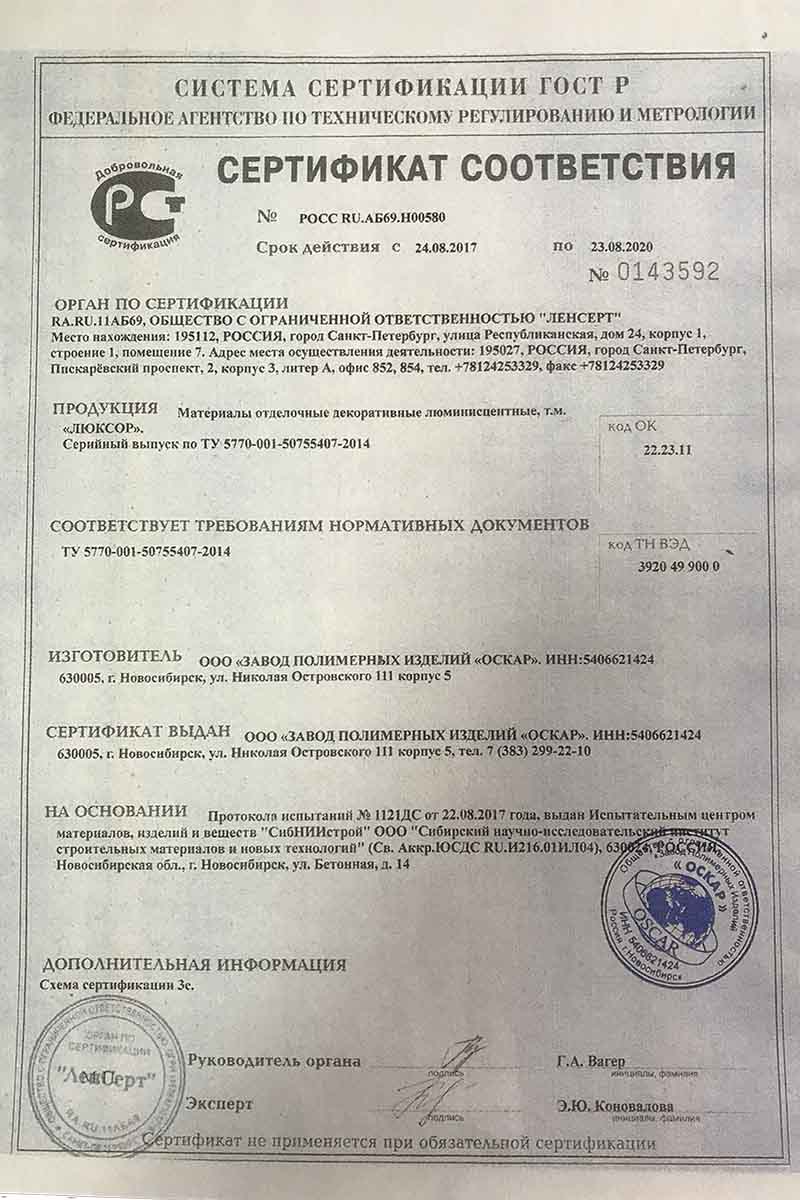 СИСТЕМА СЕРТИФИКАЦИИ ГОСТ Р
ФЕДЕРАЛЬНОЕ АГЕНТСТВО ПО ТЕХНИЧЕСКОМУ РЕГУЛИРОВАНИЮ И МЕТРОЛОГИИ
Добровольная
РСТ
сертификация
СЕРТИФИКАТ СООТВЕТСТВИЯ
№ РОСС RU.АБ69.Н00580
Срок действия с 24.08.2017 по 23.08.2020
№ 0143592
ОРГАН ПО СЕРТИФИКАЦИИ
RA.RU.11АБ69, ОБЩЕСТВО С ОГРАНИЧЕННОЙ ОТВЕТСТВЕННОСТЬЮ "ЛЕНСЕРТ"
Место нахождения: 195112, РОССИЯ, город Санкт-Петербург, улица Республиканская, дом 24, корпус 1,
строение 1, помещение 7. Адрес места осуществления деятельности: 195027, РОССИЯ, город Санкт-Петербург,
Пискарёвский проспект, 2, корпус 3, литер А, офис 852, 854, тел. +78124253329, факс +78124253329
ПРОДУКЦИЯ Материалы отделочные декоративные люминисцентные, т.м.
«ЛЮКСОР».
Серийный выпуск по ТУ 5770-001-50755407-2014
код ОК
22.23.11
СООТВЕТСТВУЕТ ТРЕБОВАНИЯМ НОРМАТИВНЫХ ДОКУМЕНТОВ
ТУ 5770-001-50755407-2014
код ТН ВЭД
3920 49 900 0
ИЗГОТОВИТЕЛЬ ООО «ЗАВОД ПОЛИМЕРНЫХ ИЗДЕЛИЙ «ОСКАР». ИНН:5406621424
630005, г. Новосибирск, ул. Николая Островского 111 корпус 5
СЕРТИФИКАТ ВЫДАН ООО «ЗАВОД ПОЛИМЕРНЫХ ИЗДЕЛИЙ «ОСКАР». ИНН:5406621424
630005, г. Новосибирск, ул. Николая Островского 111 корпус 5, тел. 7 (383) 299-22-10
НА ОСНОВАНИИ Протокола испытаний № 1121ДС от 22.08.2017 года, выдан Испытательным центром
материалов, изделий и веществ "СибНИИстрой" ООО "Сибирский научно-исследовательский институт
строительных материалов и новых технологий" (Св. Аккр.ЮСДС RU.И216.01ИЛ04), 630024, РОССИЯ,
Новосибирская обл., г. Новосибирск, ул. Бетонная, д. 14
Общество с ограниченной ответственностью
«Завод Полимерных Изделий
«ОСКАР»
OSCAR
ИНН 5406621424
Россия г.Новосибирск
ДОПОЛНИТЕЛЬНАЯ ИНФОРМАЦИЯ
Схема сертификации 3с.
ОРГАН ПО
СЕРТИФИКАЦИИ
"ЛенСерт"
RA.RU.11АБ69
Руководитель органа
подпись
Г.А. Вагер
инициалы, фамилия
Эксперт
подпись
Э.Ю. Коновалова
инициалы, фамилия
Сертификат не применяется при обязательной сертификации